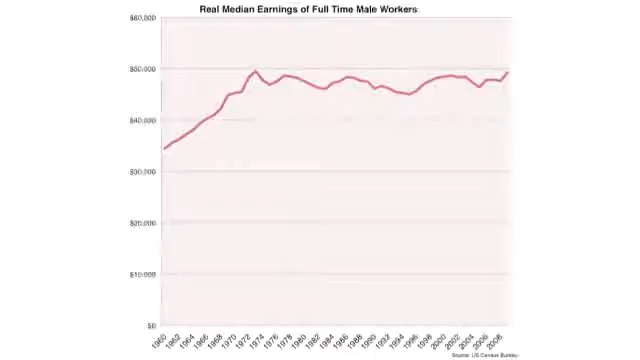 Real Median Earnings of Full Time Male Workers
$60,000
$50,000
$40,000
$30,000
$20,000
$10,000
$0
1960 1962 1964 1966 1968 1970 1972 1974 1976 1978 1980 1982 1984 1986 1988 1990 1992 1994 1996 1998 2000 2002 2004 2006 2008
Source: US Census Bureau